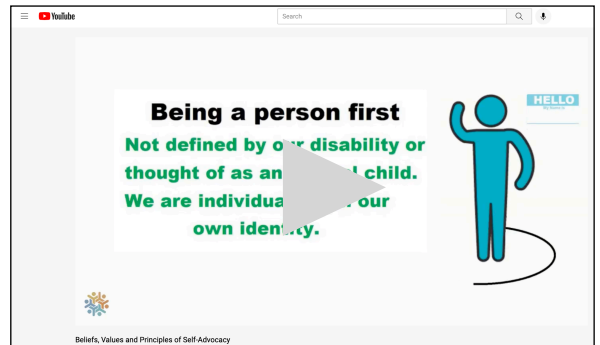 YouTube
Search
Being a person first
HELLO
Not defined by our disability or
thought of as an child.
We are our
own identity.
Beliefs, Values and Principles of Self-Advocacy